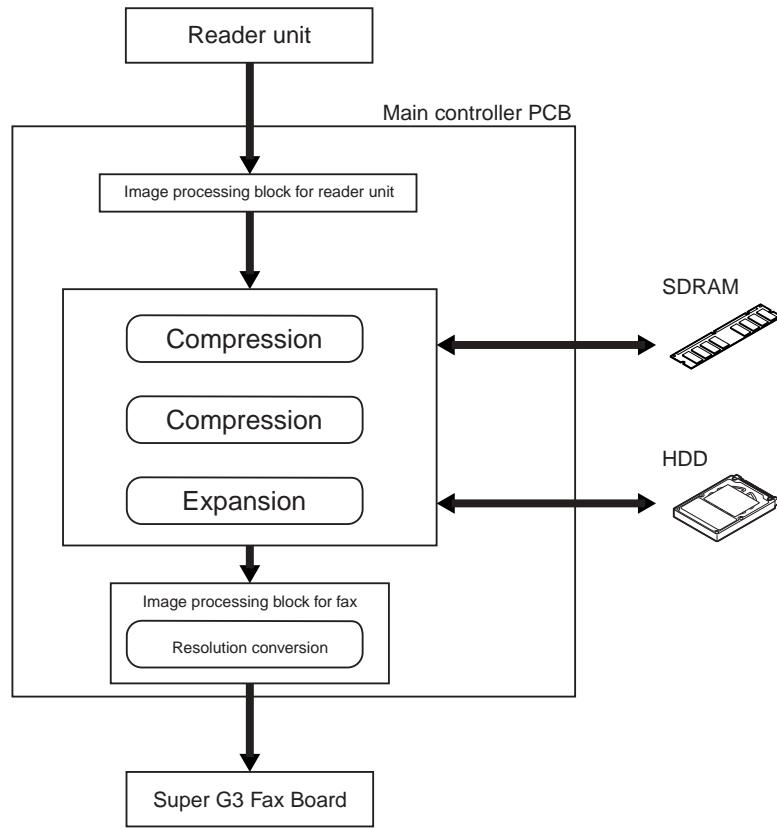 Reader unit
Main controller PCB
Image processing block for reader unit
SDRAM
Compression
Compression
HDD
Expansion
Image processing block for fax
Resolution conversion
Super G3 Fax Board